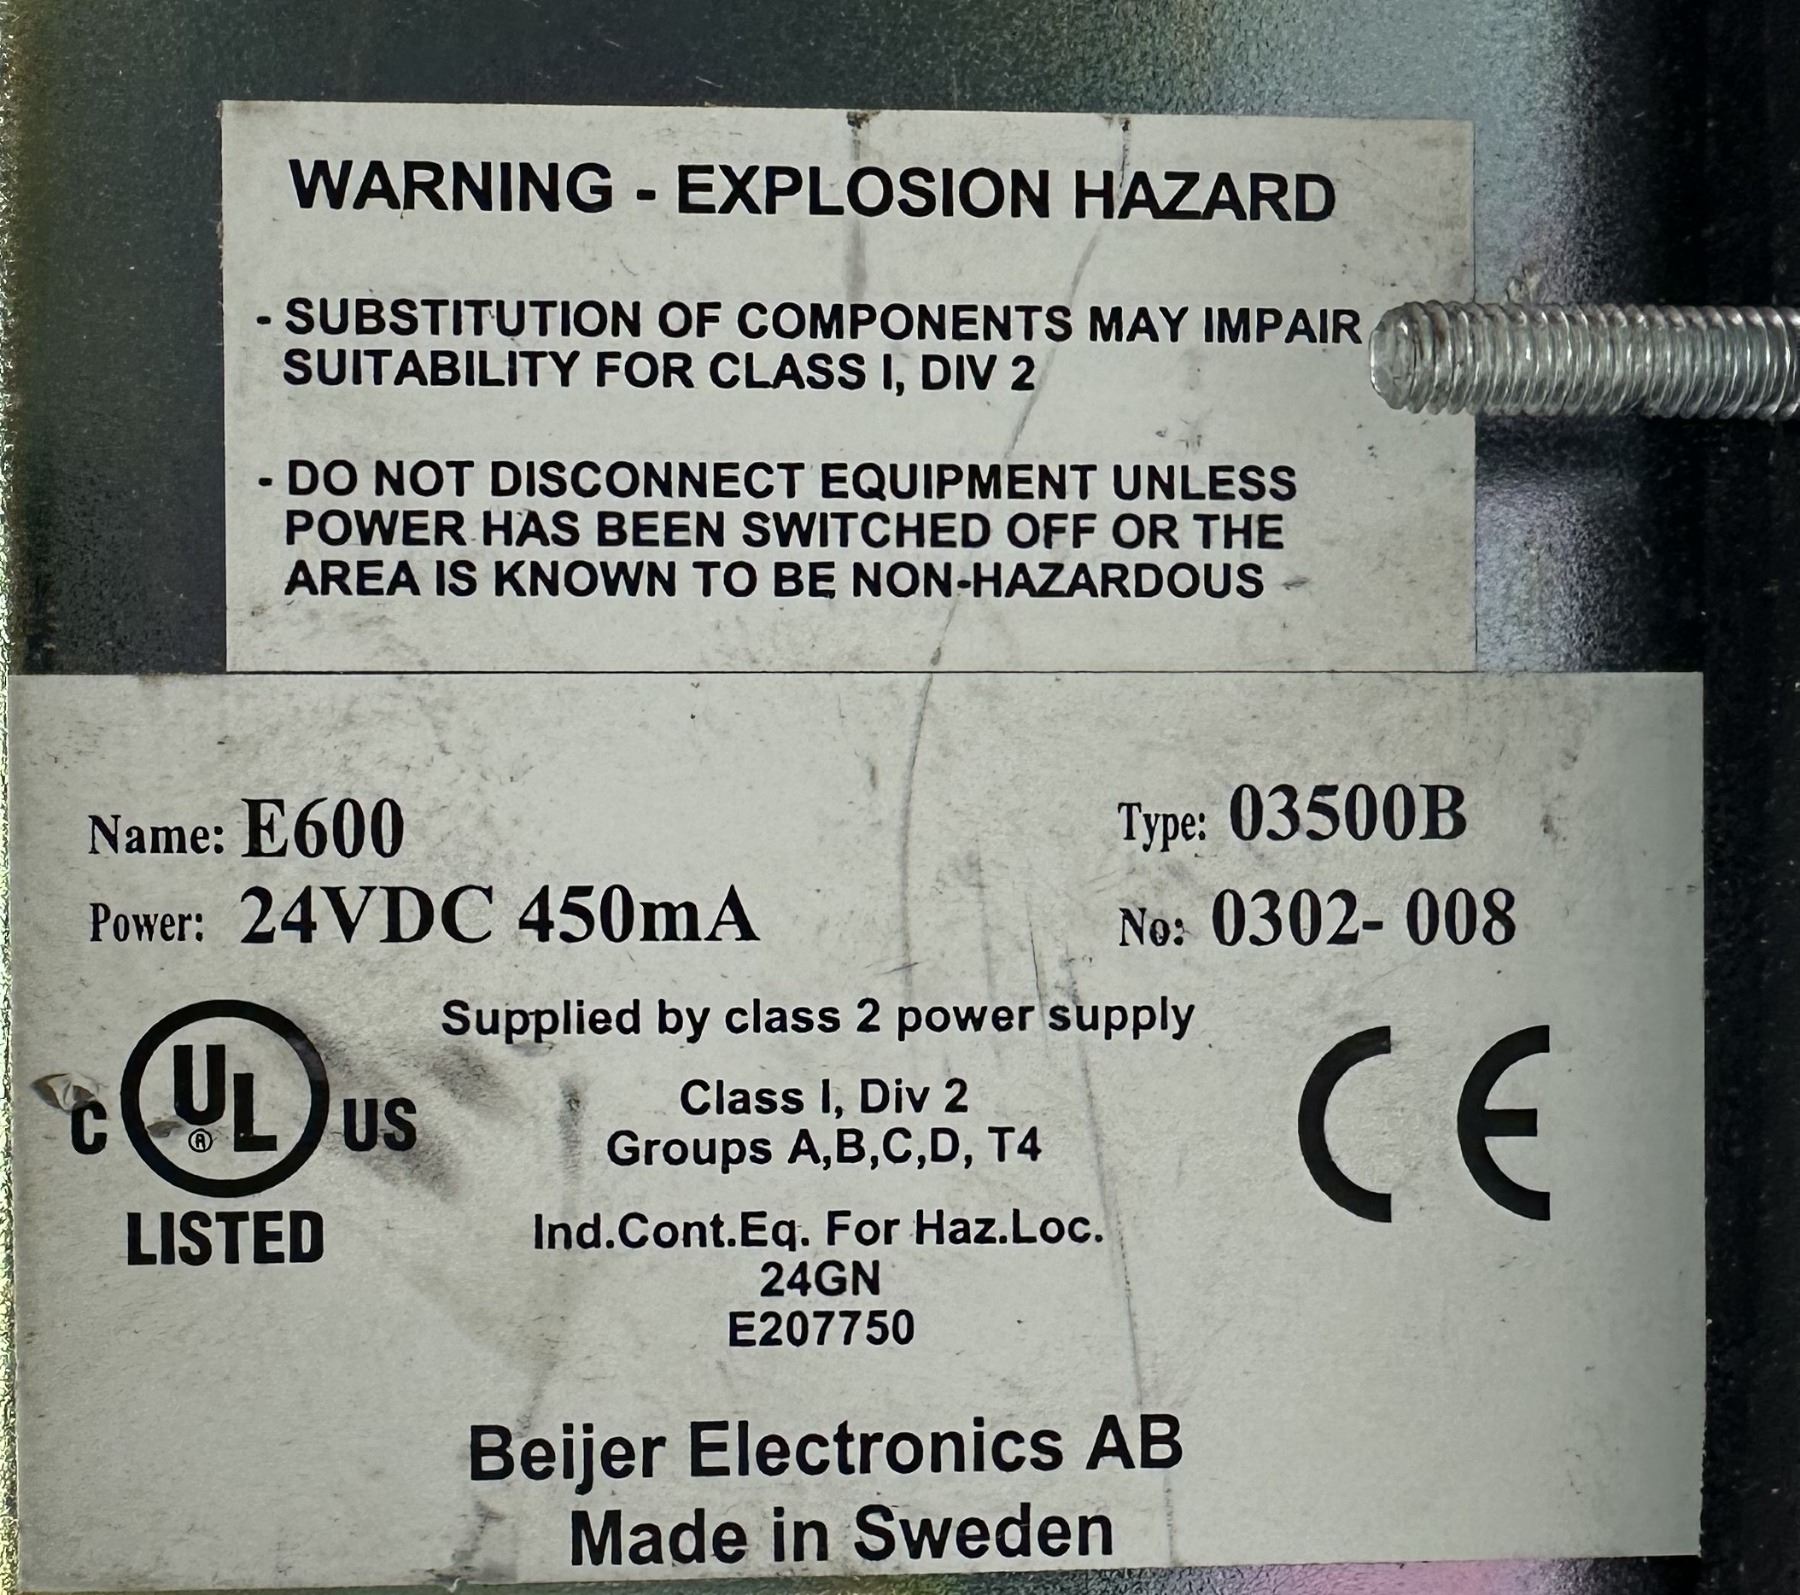 WARNING - EXPLOSION HAZARD
- SUBSTITUTION OF COMPONENTS MAY IMPAIR
SUITABILITY FOR CLASS I, DIV 2
- DO NOT DISCONNECT EQUIPMENT UNLESS
POWER HAS BEEN SWITCHED OFF OR THE
AREA IS KNOWN TO BE NON-HAZARDOUS
Name: E600
Type: 03500B
Power: 24VDC 450mA
No: 0302- 008
Supplied by class 2 power supply
Class I, Div 2
Groups A,B,C,D, T4
C UL ® US
LISTED
CE
Ind.Cont.Eq. For Haz.Loc.
24GN
E207750
Beijer Electronics AB
Made in Sweden